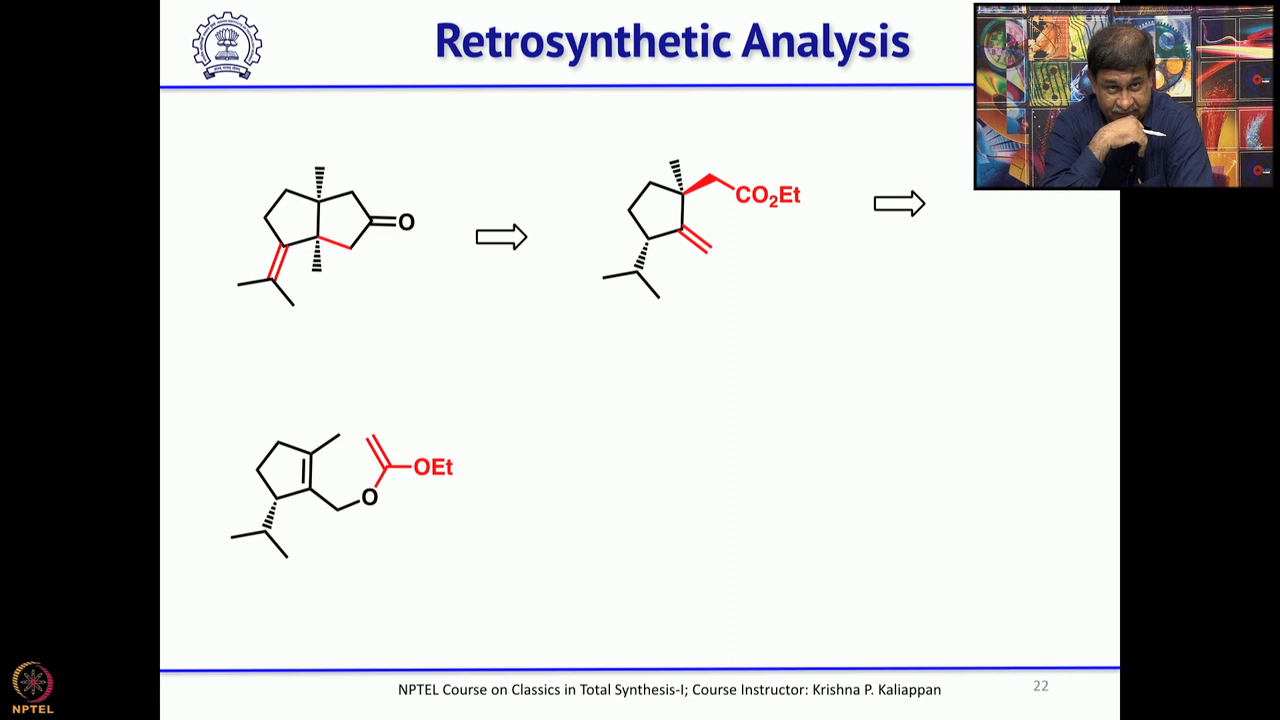 Retrosynthetic Analysis
O
CO₂Et
OEt
O
NPTEL Course on Classics in Total Synthesis-I; Course Instructor: Krishna P. Kaliappan
22
NPTEL